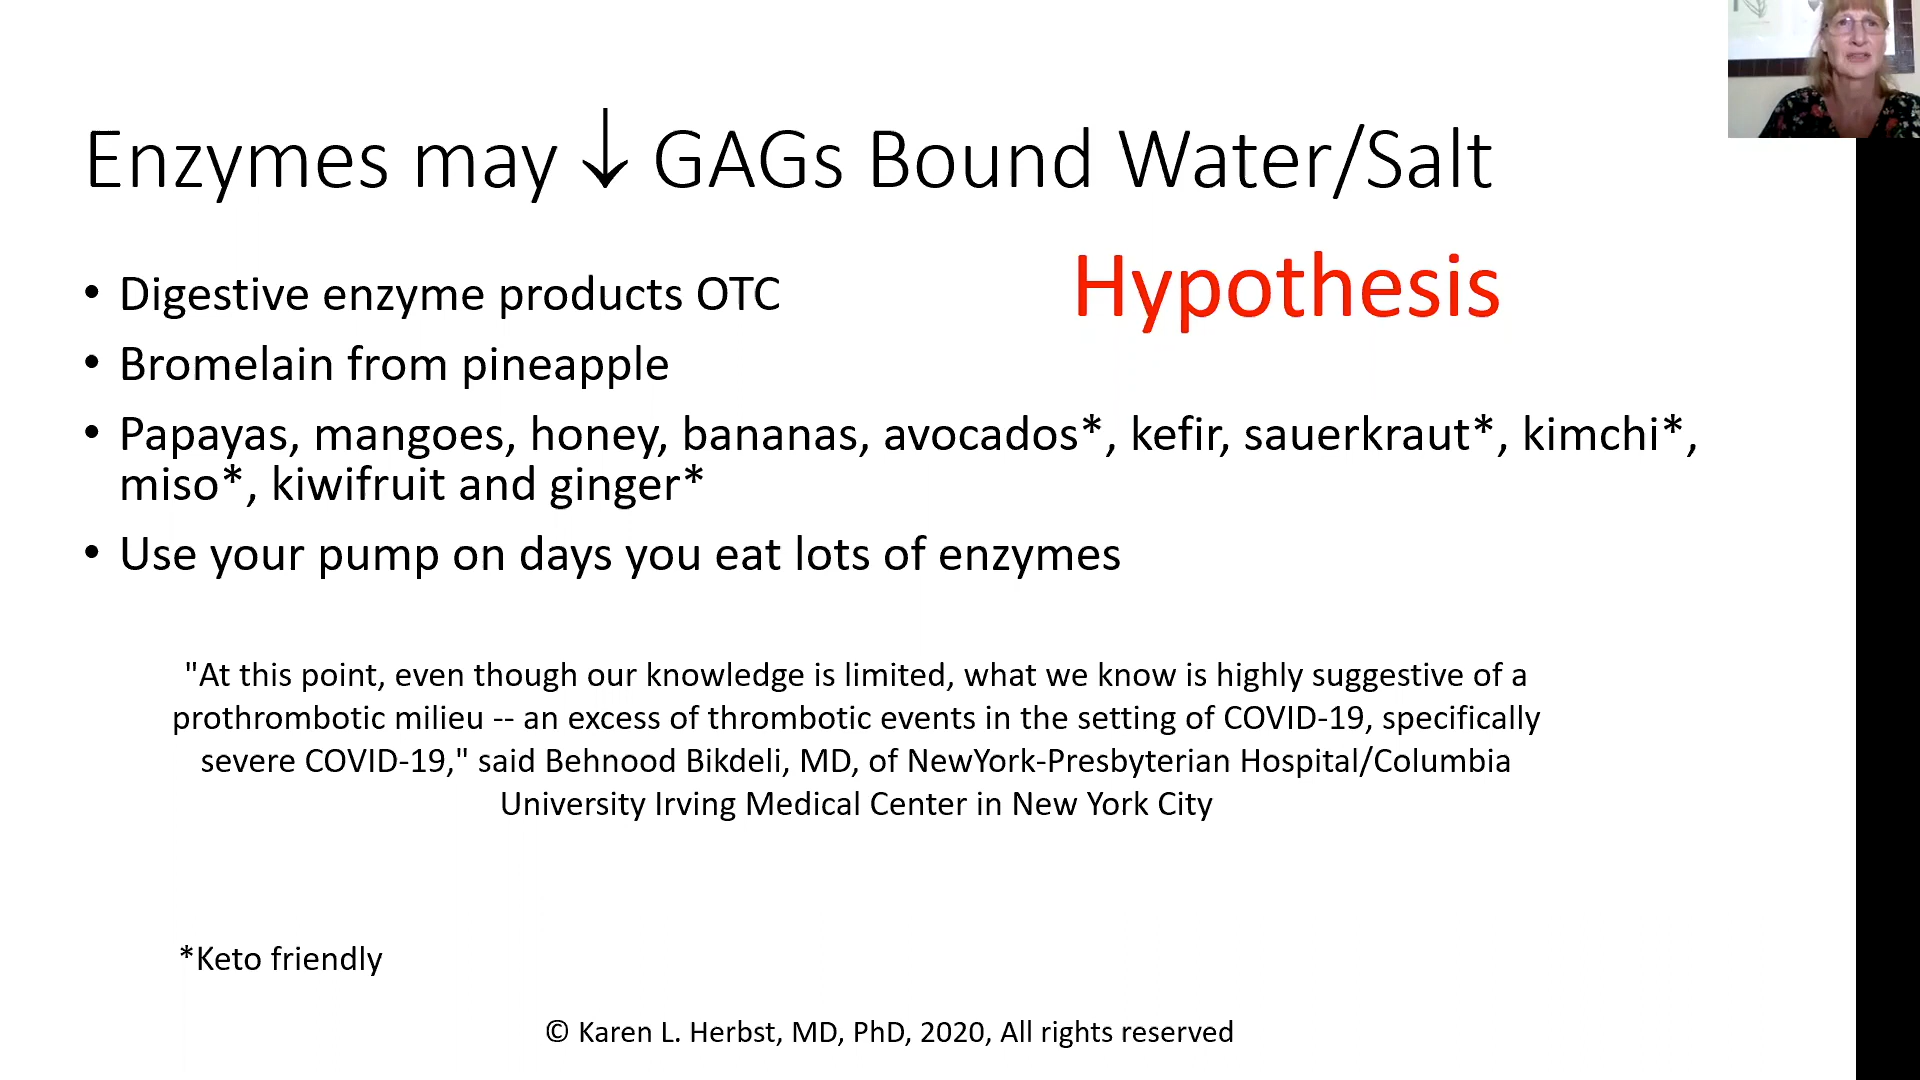 Enzymes may ↓ GAGs Bound Water/Salt
Hypothesis
• Digestive enzyme products OTC
• Bromelain from pineapple
• Papayas, mangoes, honey, bananas, avocados*, kefir, sauerkraut*, kimchi*,
miso*, kiwifruit and ginger*
• Use your pump on days you eat lots of enzymes
"At this point, even though our knowledge is limited, what we know is highly suggestive of a
prothrombotic milieu -- an excess of thrombotic events in the setting of COVID-19, specifically
severe COVID-19," said Behnood Bikdeli, MD, of NewYork-Presbyterian Hospital/Columbia
University Irving Medical Center in New York City
*Keto friendly
© Karen L. Herbst, MD, PhD, 2020, All rights reserved